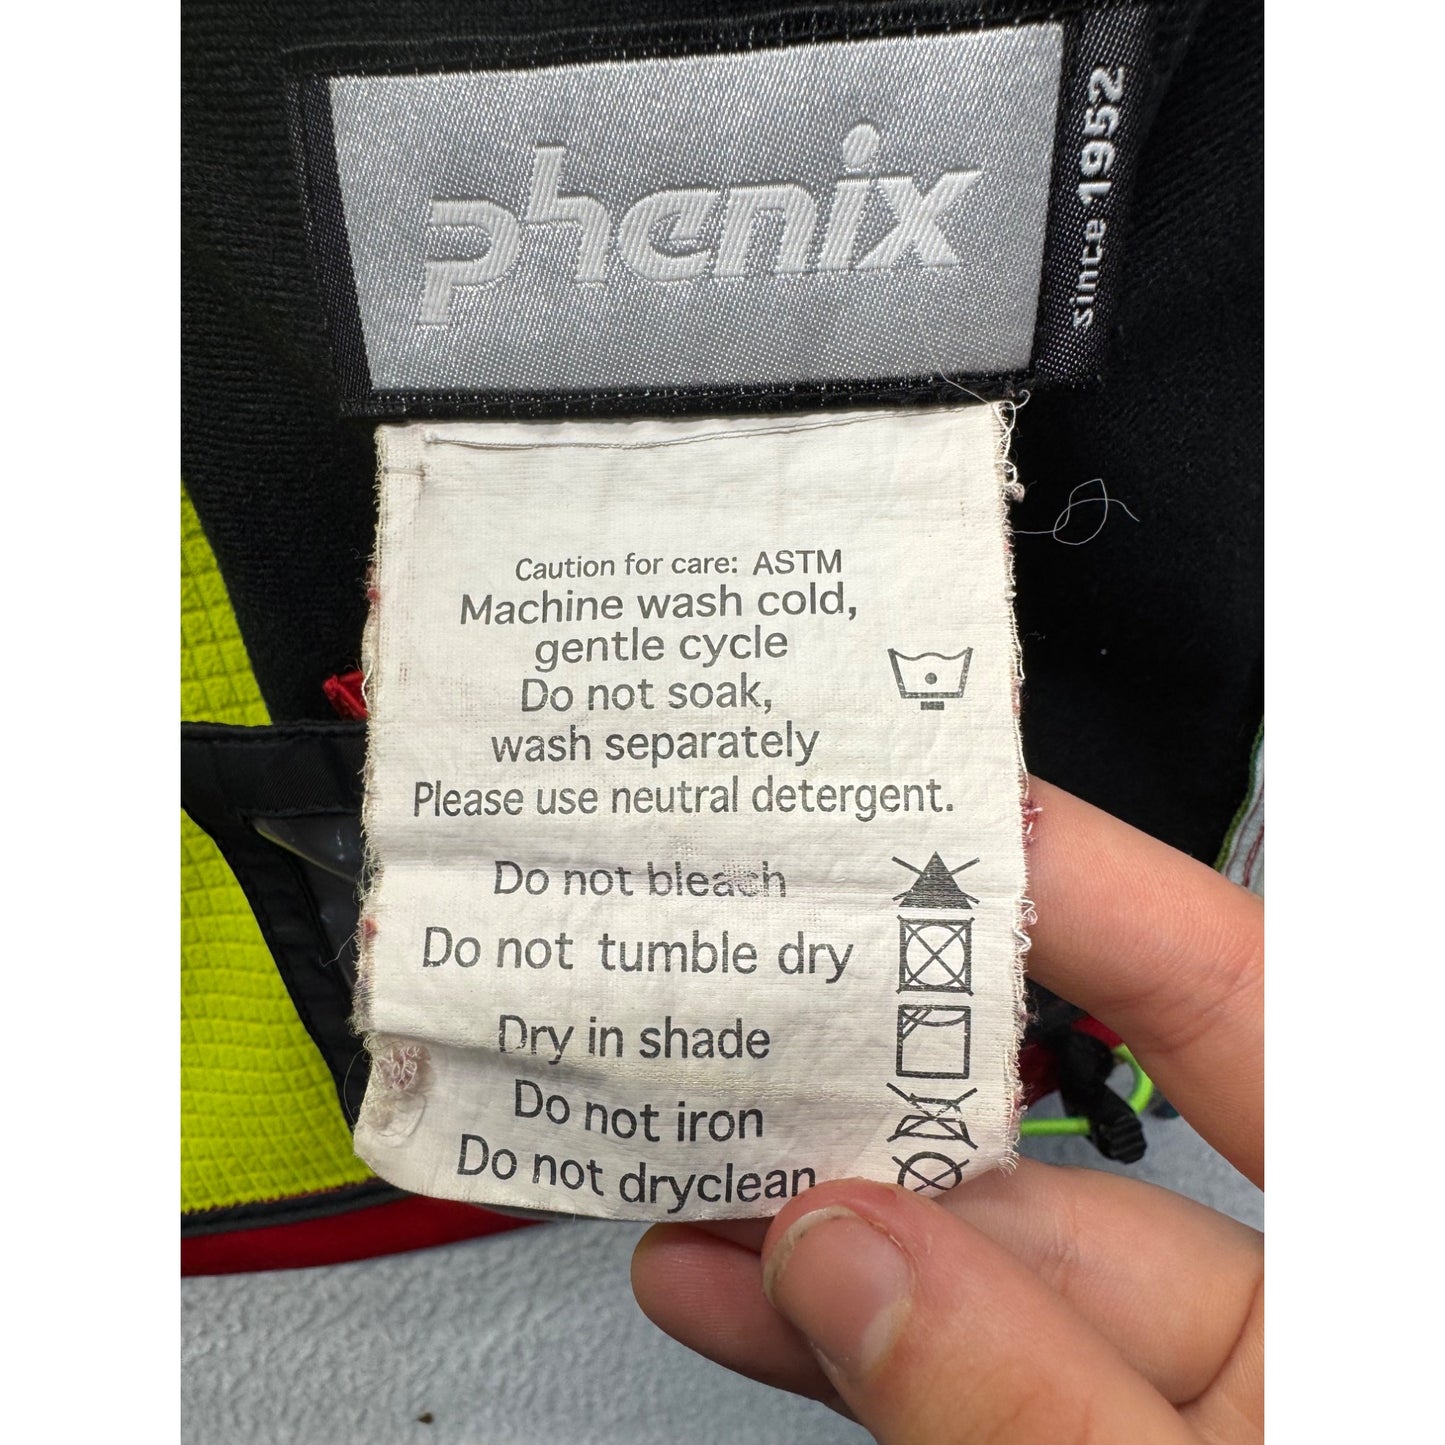 phenix
since 1952
Caution for care: ASTM
Machine wash cold,
gentle cycle
Do not soak,
wash separately
Please use neutral detergent.
Do not bleach
Do not tumble dry
Dry in shade
Do not iron
Do not dryclean